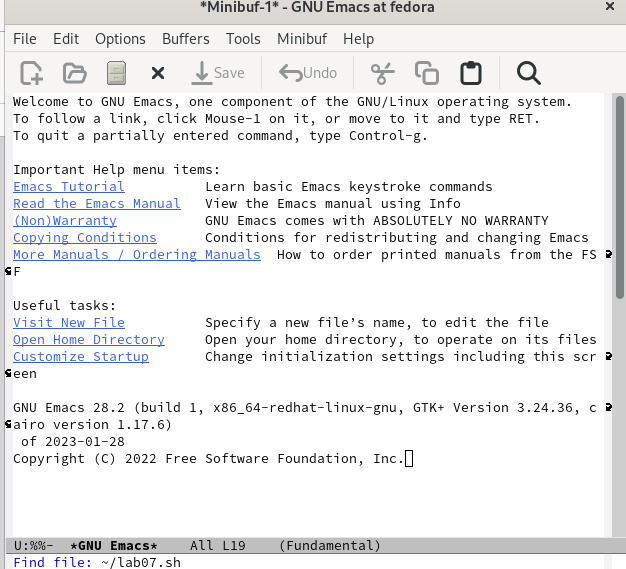 *Minibuf-1* - GNU Emacs at fedora
File Edit Options Buffers Tools Minibuf Help
Save Undo
Welcome to GNU Emacs, one component of the GNU/Linux operating system.
To follow a link, click Mouse-1 on it, or move to it and type RET.
To quit a partially entered command, type Control-g.
Important Help menu items:
Emacs Tutorial Learn basic Emacs keystroke commands
Read the Emacs Manual View the Emacs manual using Info
(Non)Warranty GNU Emacs comes with ABSOLUTELY NO WARRANTY
Copying Conditions Conditions for redistributing and changing Emacs
More Manuals / Ordering Manuals How to order printed manuals from the FS
F
Useful tasks:
Visit New File Specify a new file’s name, to edit the file
Open Home Directory Open your home directory, to operate on its files
Customize Startup Change initialization settings including this scr
een
GNU Emacs 28.2 (build 1, x86_64-redhat-linux-gnu, GTK+ Version 3.24.36, c
airo version 1.17.6)
of 2023-01-28
Copyright (C) 2022 Free Software Foundation, Inc.
U:%%- *GNU Emacs* All L19 (Fundamental)
Find file: ~/lab07.sh